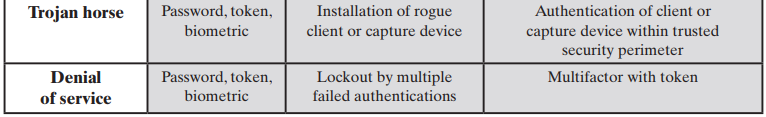 Trojan horse
Password, token,
biometric
Installation of rogue
client or capture device
Authentication of client or
capture device within trusted
security perimeter
Denial
of service
Password, token,
biometric
Lockout by multiple
failed authentications
Multifactor with token